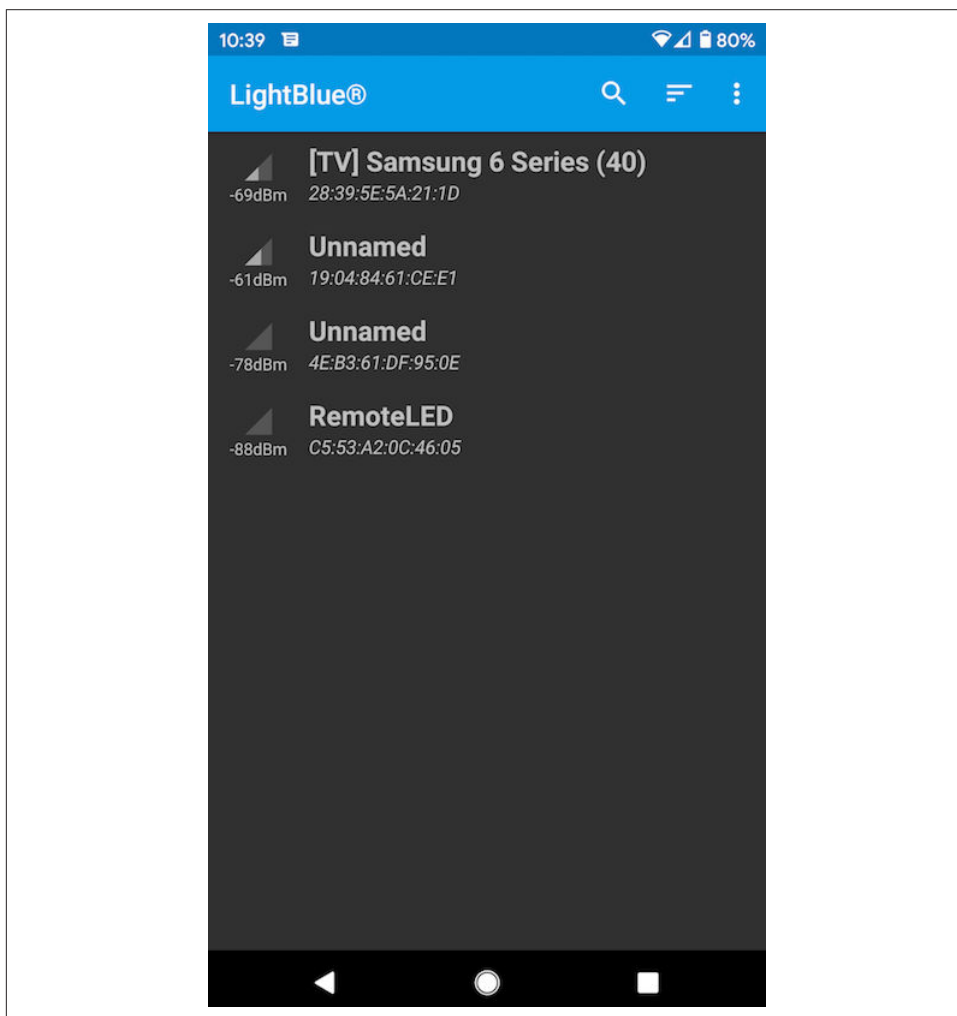 10:39 80%
LightBlue®
[TV] Samsung 6 Series (40)
-69dBm 28:39:5E:5A:21:1D
Unnamed
-61dBm 19:04:84:61:CE:E1
Unnamed
-78dBm 4E:B3:61:DF:95:0E
RemoteLED
-88dBm C5:53:A2:0C:46:05